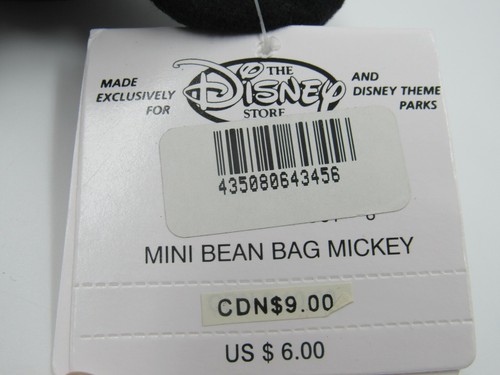 MADE EXCLUSIVELY FOR
THE
Disney
STORE
AND DISNEY THEME PARKS
435080643456
MINI BEAN BAG MICKEY
CDN$9.00
US $ 6.00